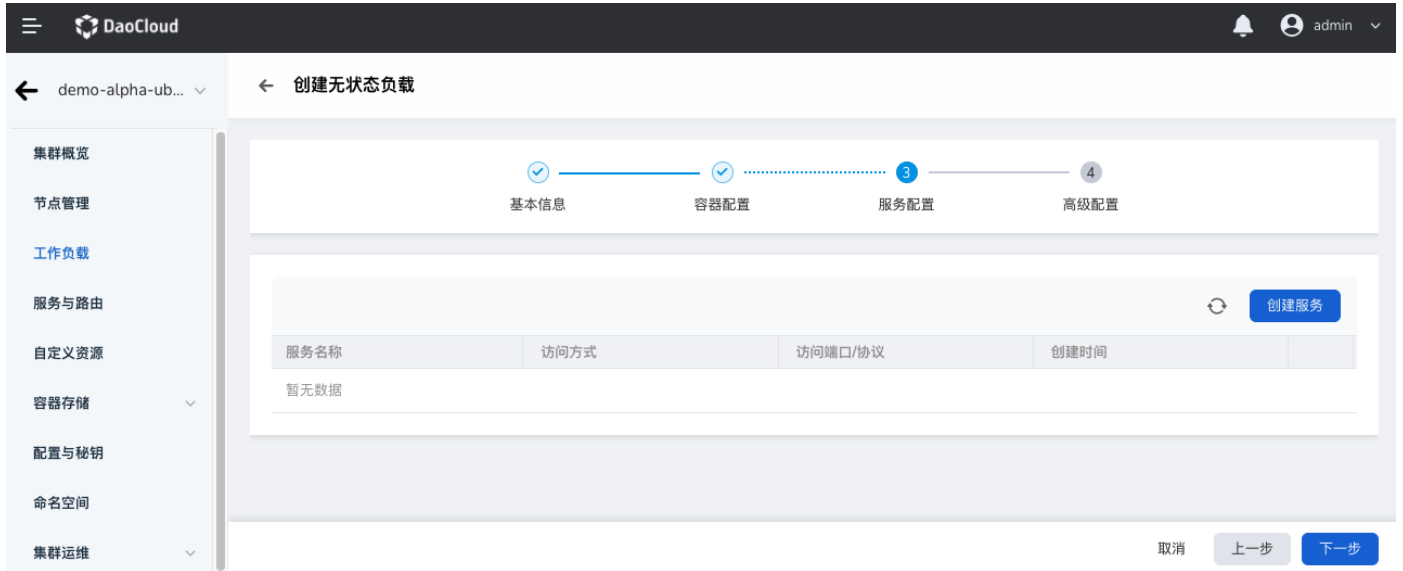 DaoCloud
admin
demo-alpha-ub...
创建无状态负载
集群概览
节点管理
工作负载
服务与路由
自定义资源
容器存储
配置与秘钥
命名空间
集群运维
3
4
基本信息
容器配置
服务配置
高级配置
创建服务
服务名称
访问方式
访问端口/协议
创建时间
暂无数据
取消
上一步
下一步